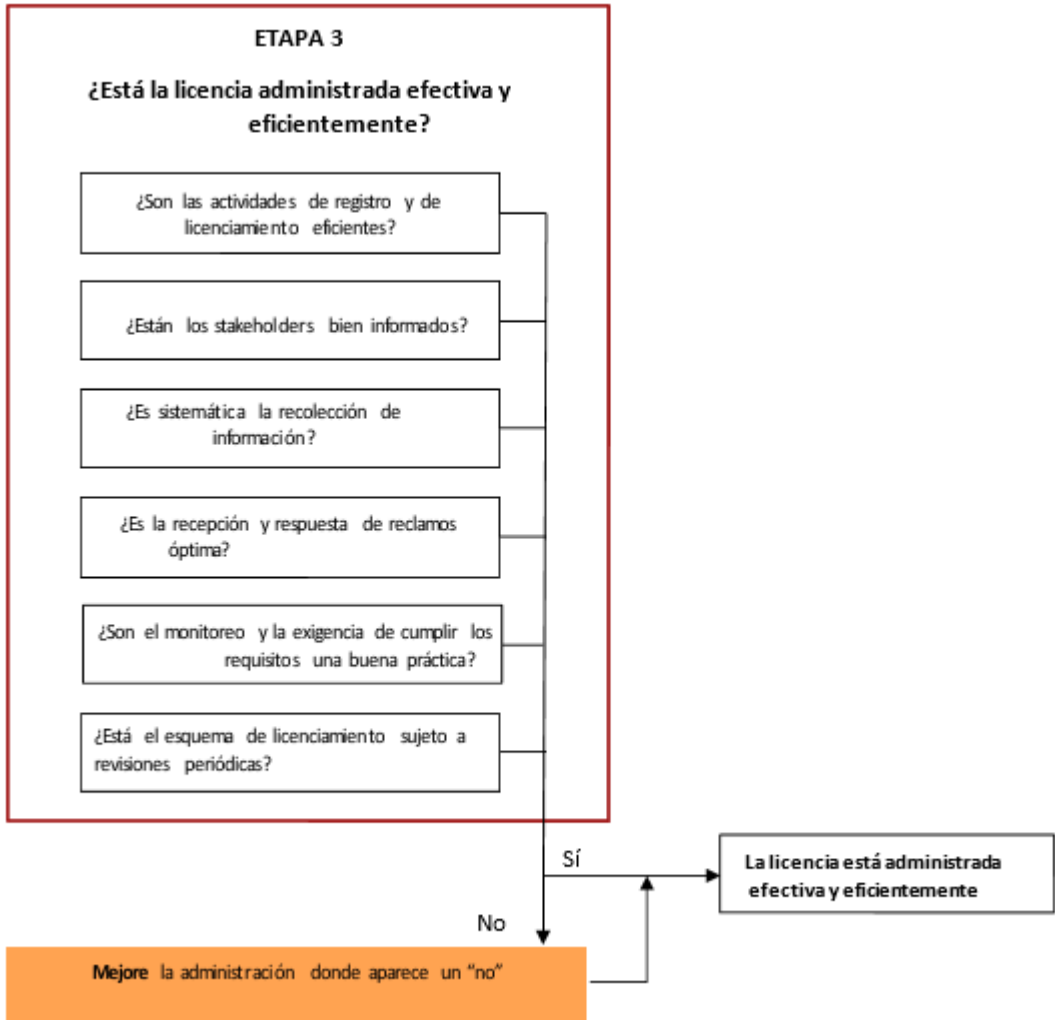 ETAPA 3
¿Está la licencia administrada efectiva y
eficientemente?
¿Son las actividades de registro y de
licenciamiento eficientes?
¿Están los stakeholders bien informados?
¿Es sistemática la recolección de
información?
¿Es la recepción y respuesta de reclamos
óptima?
¿Son el monitoreo y la exigencia de cumplir los
requisitos una buena práctica?
¿Está el esquema de licenciamiento sujeto a
revisiones periódicas?
Sí
La licencia está administrada
efectiva y eficientemente
No
Mejore la administración donde aparece un "no"